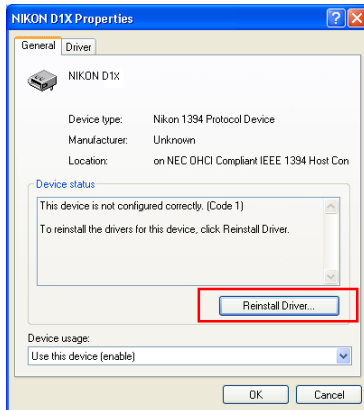 NIKON D1X Properties
General Driver
NIKON D1X
Device type: Nikon 1394 Protocol Device
Manufacturer: Unknown
Location: on NEC OHCI Compliant IEEE 1394 Host Con
Device status
This device is not configured correctly. (Code 1)
To reinstall the drivers for this device, click Reinstall Driver.
Reinstall Driver...
Device usage:
Use this device (enable)
OK Cancel